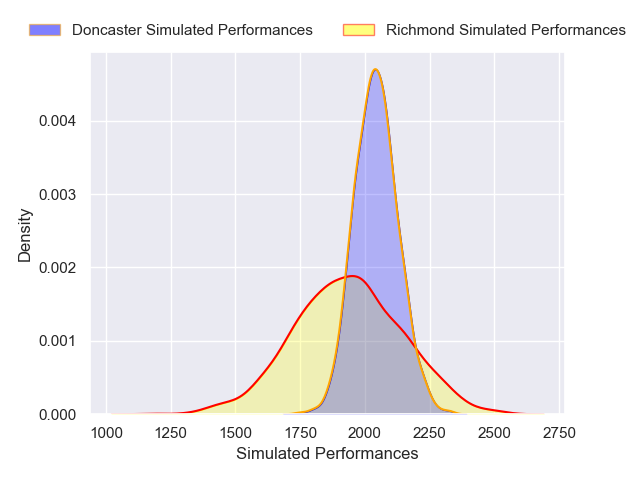 Doncaster Simulated Performances Richmond Simulated Performances
0.004
0.003
0.002
0.001
0.000
Density
1000 1250 1500 1750 2000 2250 2500 2750
Simulated Performances